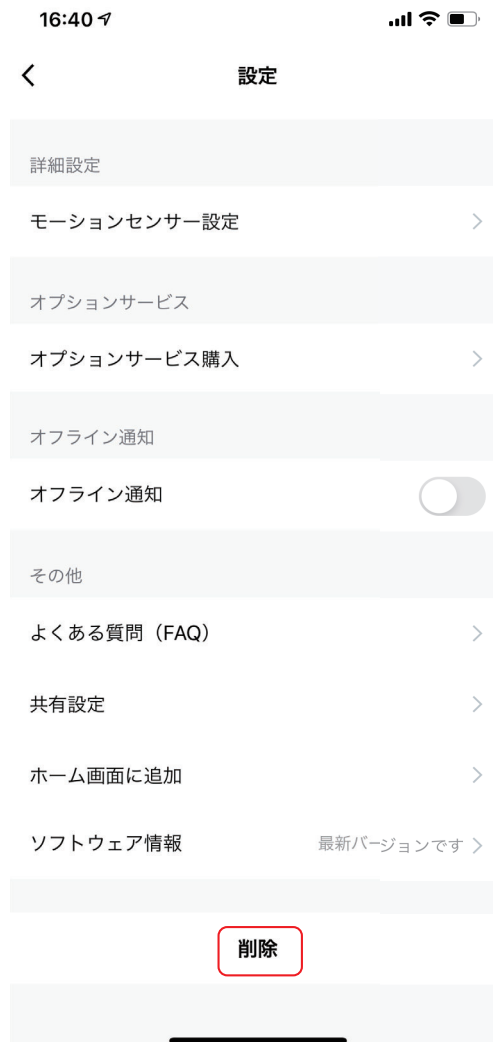 16:40
設定
詳細設定
モーションセンサー設定
オプションサービス
オプションサービス購入
オフライン通知
オフライン通知
その他
よくある質問（FAQ）
共有設定
ホーム画面に追加
ソフトウェア情報 最新バージョンです
削除